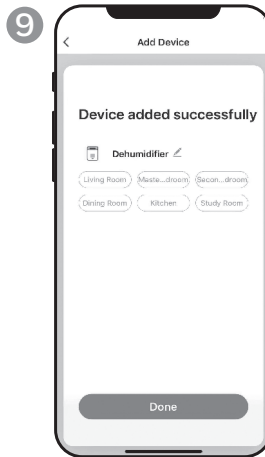 9
Add Device
Device added successfully
Dehumidifier
Living Room Maste...droom Secon...droom
Dining Room Kitchen Study Room
Done